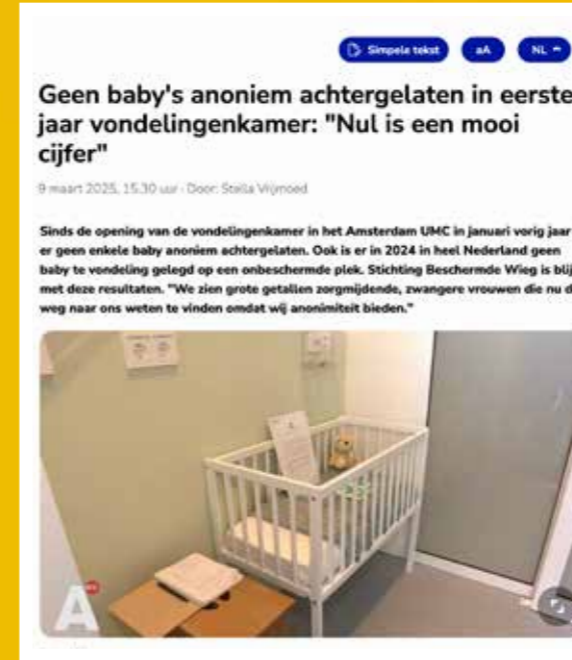 Simpele tekst
aA
NL
Geen baby's anoniem achtergelaten in eerste
jaar vondelingenkamer: "Nul is een mooi
cijfer"
9 maart 2025, 15.30 uur · Door: Stella Vrijmoed
Sinds de opening van de vondelingenkamer in het Amsterdam UMC in januari vorig jaar
er geen enkele baby anoniem achtergelaten. Ook is er in 2024 in heel Nederland geen
baby te vondeling gelegd op een onbeschermde plek. Stichting Beschermde Wieg is blij
met deze resultaten. "We zien grote getallen zorgmijdende, zwangere vrouwen die nu d
weg naar ons weten te vinden omdat wij anonimiteit bieden."
A